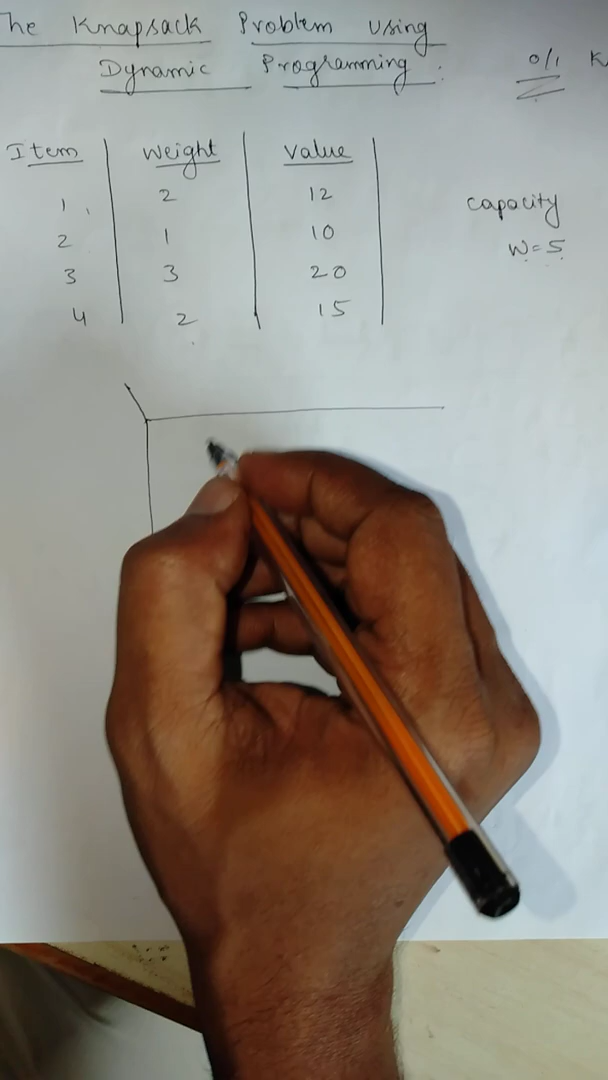 The Knapsack Problem using
Dynamic Programming :
0/1 K
Item Weight Value
1 2 12
2 1 10
3 3 20
4 2 15
capacity
W=5